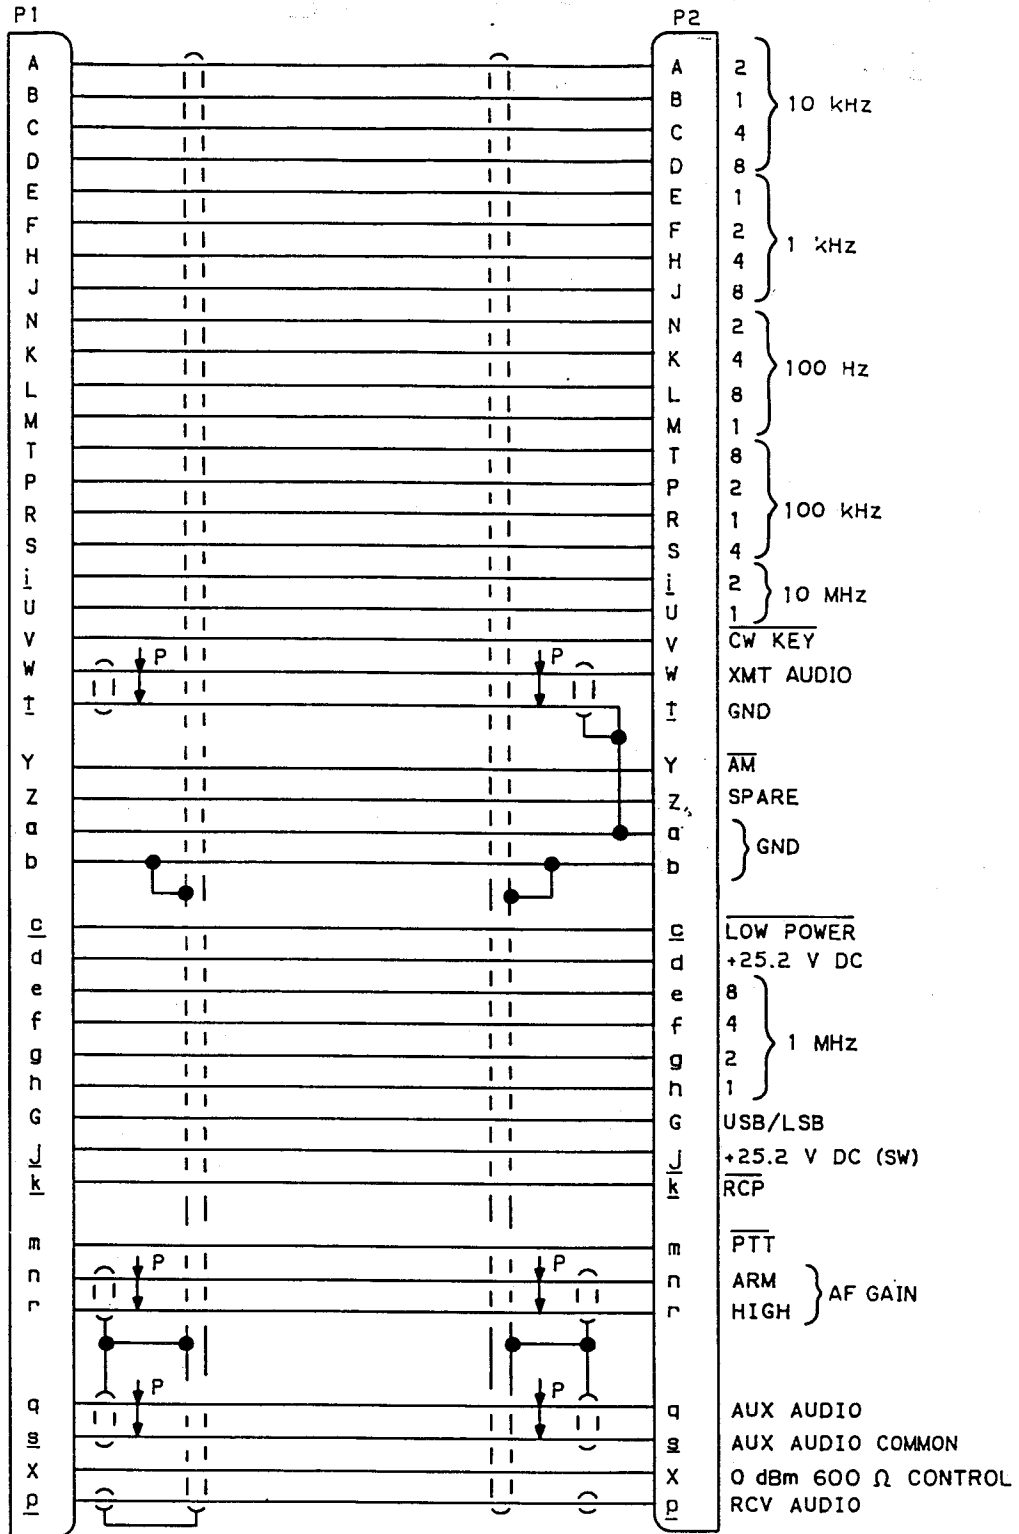 P1 P2
A A 2
B B 1 10 kHz
C C 4
D D 8
E E 1
F F 2 1 kHz
H H 4
J J 8
N N 2
K K 4 100 Hz
L L 8
M M 1
T T 8
P P 2 100 kHz
R R 1
S S 4
i i 2 10 MHz
U U 1
V V CW KEY
P P
W W XMT AUDIO
t t GND
Y Y AM
Z Z SPARE
a a GND
b b
c c LOW POWER
d d +25.2 V DC
e e 8
f f 4 1 MHz
g g 2
h h 1
G G USB/LSB
J J +25.2 V DC (SW)
k k RCP
m m PTT
P P
n n ARM AF GAIN
r r HIGH
P P
q q AUX AUDIO
s s AUX AUDIO COMMON
X X 0 dBm 600 Ω CONTROL
p p RCV AUDIO